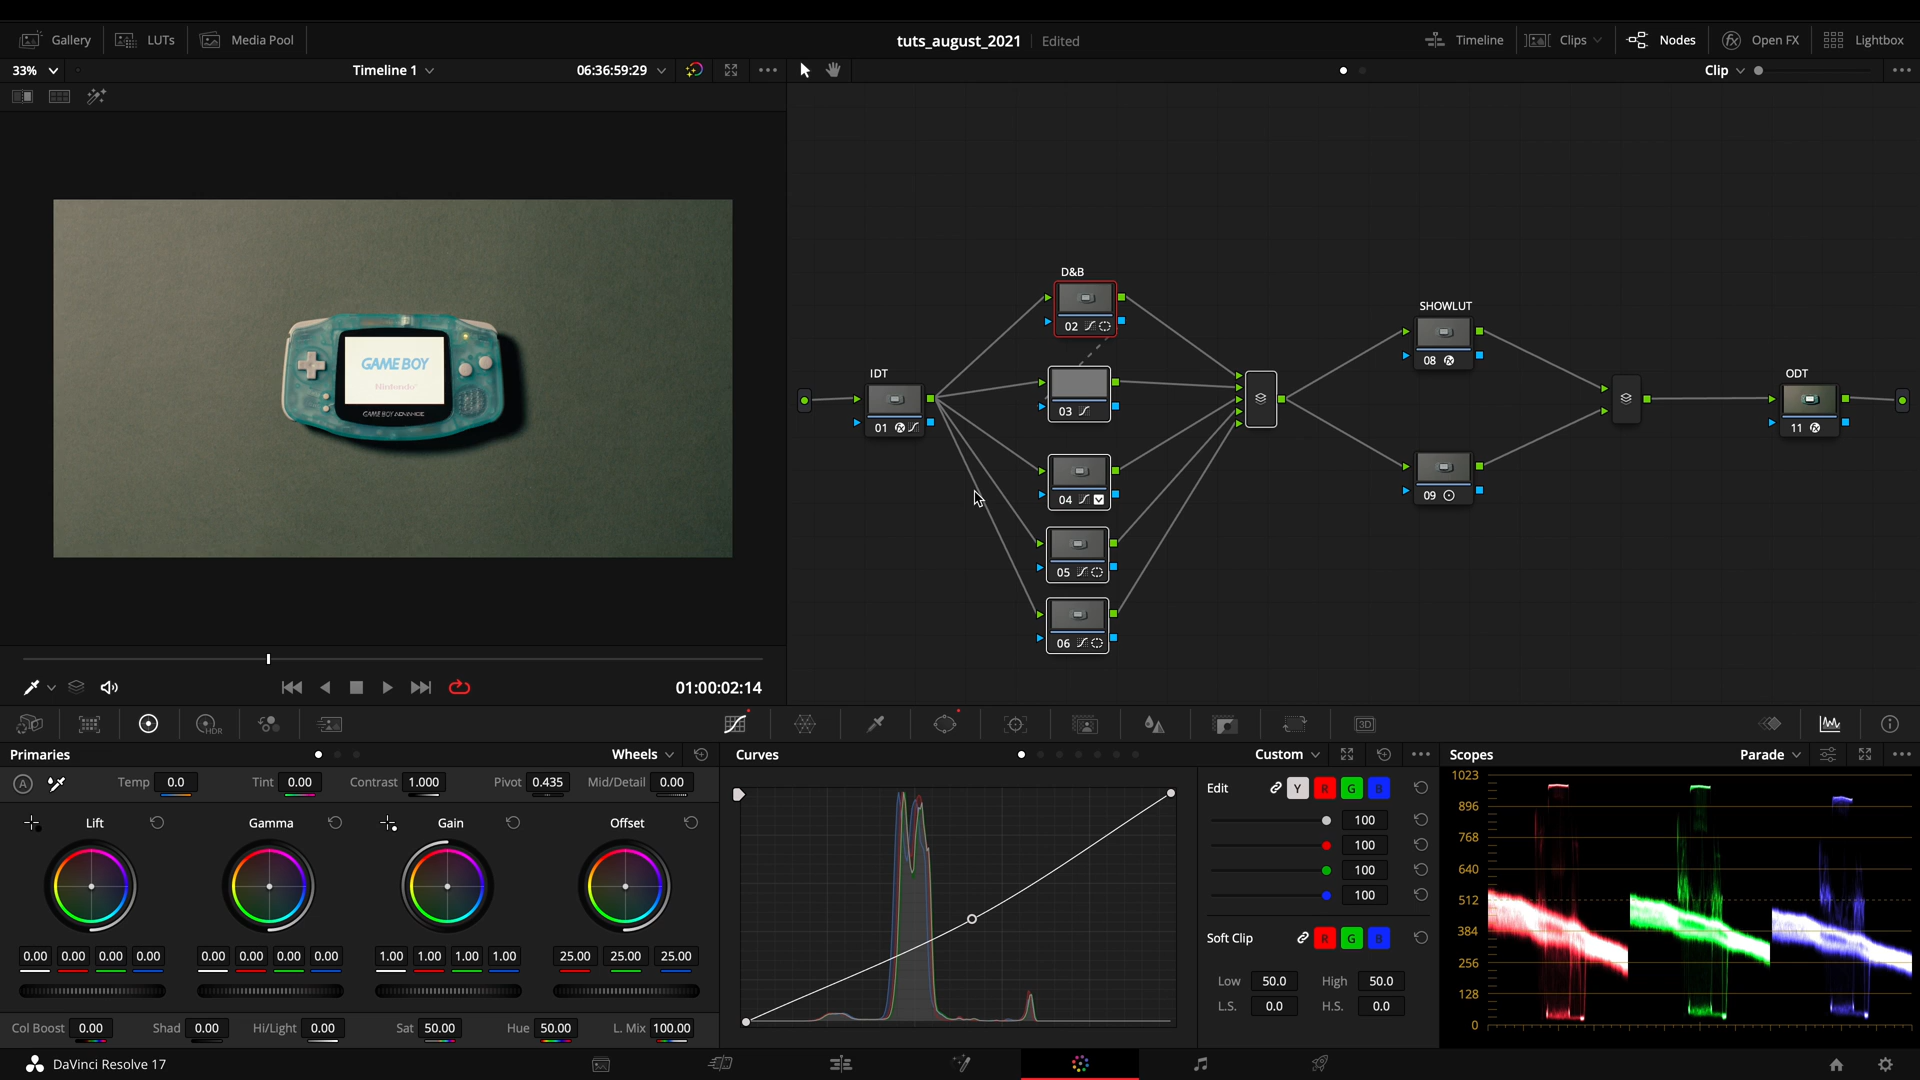 Gallery LUTs Media Pool tuts_august_2021 Edited Timeline Clips Nodes Open FX Lightbox
33% Timeline 1 06:36:59:29 Clip
GAME BOY
Nintendo
GAME BOY ADVANCE
D&B
02
IDT
01
03
04
05
06
SHOWLUT
08
09
ODT
11
01:00:02:14
HDR
3D
Primaries Wheels
A Temp 0.0 Tint 0.00 Contrast 1.000 Pivot 0.435 Mid/Detail 0.00
Lift Gamma Gain Offset
0.00 0.00 0.00 0.00 0.00 0.00 0.00 0.00 1.00 1.00 1.00 1.00 25.00 25.00 25.00
Col Boost 0.00 Shad 0.00 Hi/Light 0.00 Sat 50.00 Hue 50.00 L. Mix 100.00
Curves Custom
Edit Y R G B
100
100
100
100
Soft Clip R G B
Low 50.0 High 50.0
L.S. 0.0 H.S. 0.0
Scopes Parade
1023
896
768
640
512
384
256
128
0
DaVinci Resolve 17